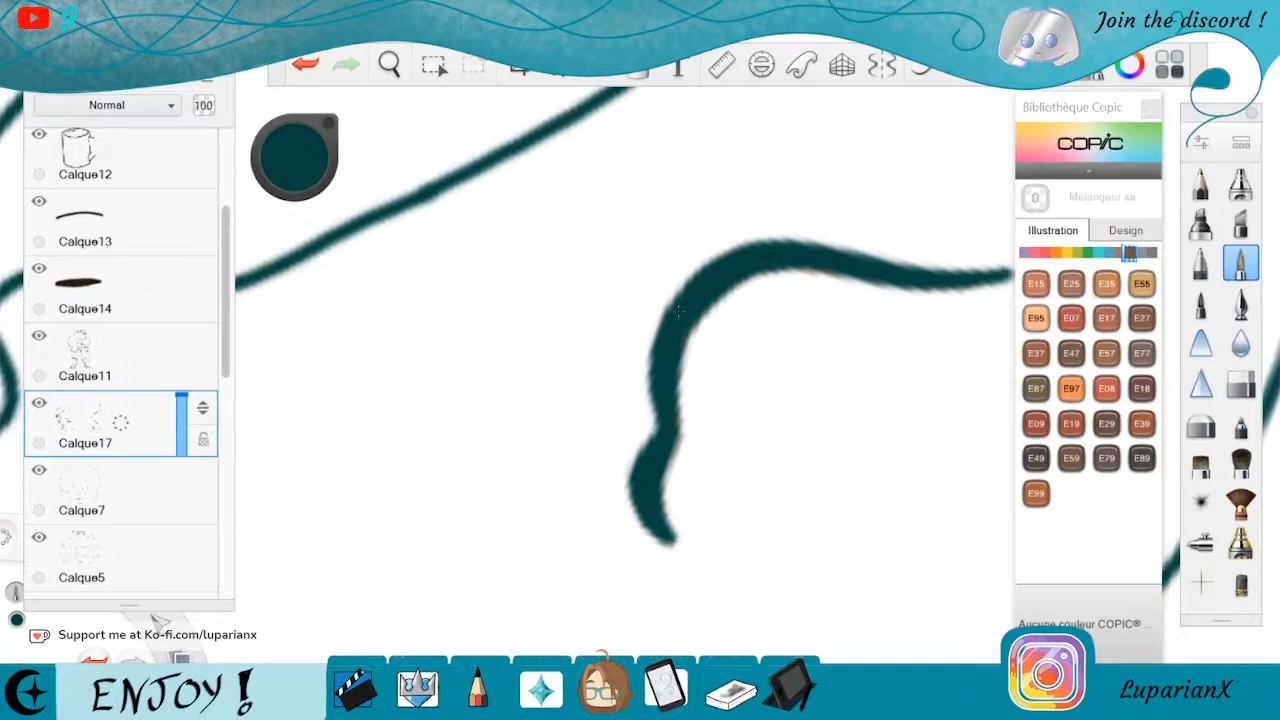 9
Join the discord !
Normal
100
Calque12
Calque13
Calque14
Calque11
Calque17
Calque7
Calque5
Bibliothèque Copic
COPIC
0
Mélangeur sa
Illustration
Design
E15 E25 E35 E55
E95 E07 E17 E27
E37 E47 E57 E77
E87 E97 E08 E18
E09 E19 E29 E39
E49 E59 E79 E89
E99
Aucune couleur COPIC® ...
Support me at Ko-fi.com/luparianx
ENJOY !
LuparianX